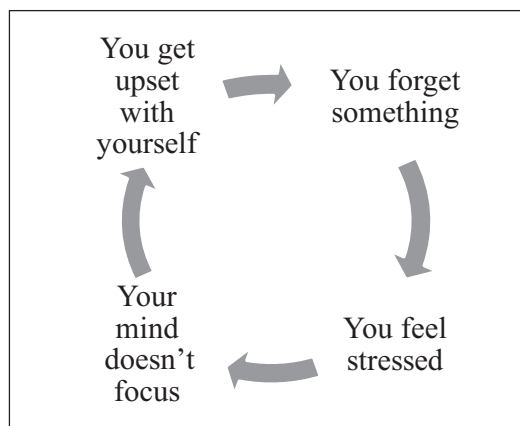 You get
upset
with
yourself
You forget
something
You feel
stressed
Your
mind
doesn’t
focus